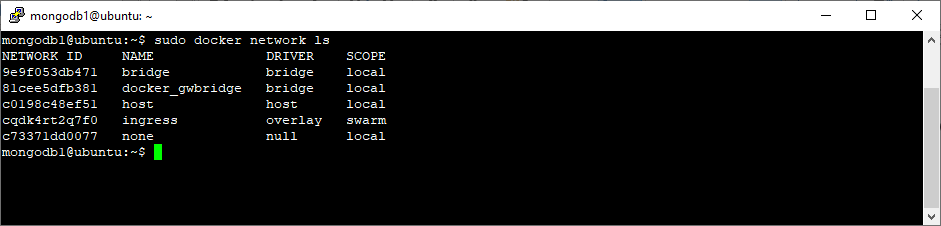 mongodb1@ubuntu: ~
mongodb1@ubuntu:~$ sudo docker network ls
NETWORK ID     NAME              DRIVER    SCOPE
9e9f053db471   bridge            bridge    local
81cee5dfb381   docker_gwbridge   bridge    local
c0198c48ef51   host              host      local
cqdk4rt2q7f0   ingress           overlay   swarm
c73371dd0077   none              null      local
mongodb1@ubuntu:~$